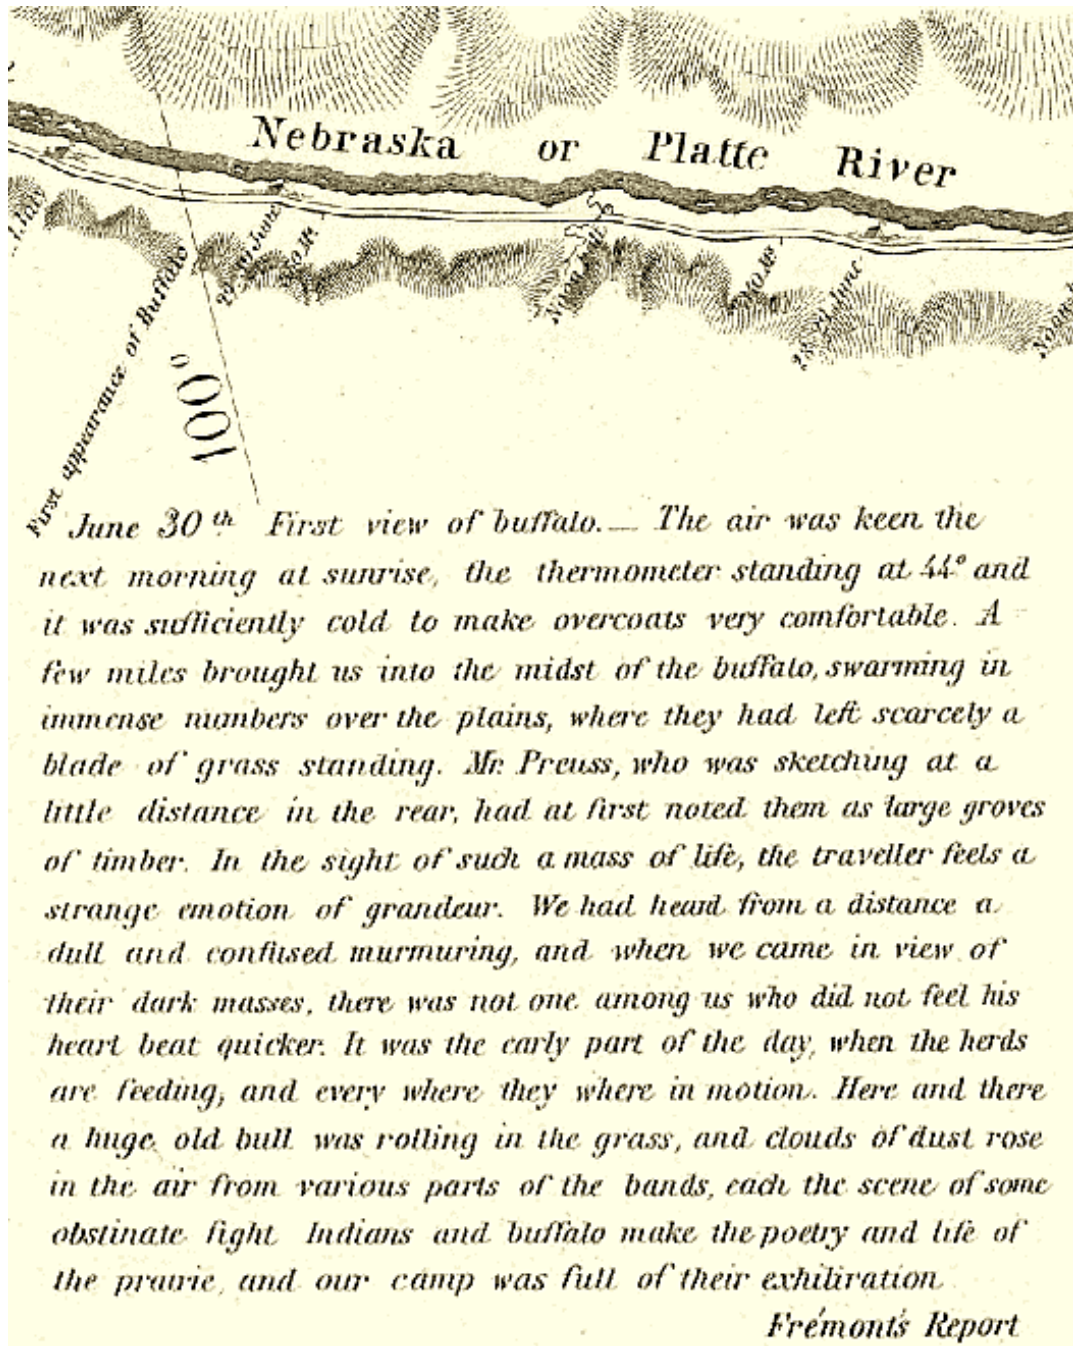 Nebraska or Platte River
First appearance of Buffalo
100°
June
28. 29 June
June 30th First view of buffalo. — The air was keen the
next morning at sunrise, the thermometer standing at 44° and
it was sufficiently cold to make overcoats very comfortable. A
few miles brought us into the midst of the buffalo, swarming in
immense numbers over the plains, where they had left scarcely a
blade of grass standing. Mr. Preuss, who was sketching at a
little distance in the rear, had at first noted them as large groves
of timber. In the sight of such a mass of life, the traveller feels a
strange emotion of grandeur. We had heard from a distance a
dull and confused murmuring, and when we came in view of
their dark masses, there was not one among us who did not feel his
heart beat quicker. It was the early part of the day, when the herds
are feeding, and every where they where in motion. Here and there
a huge old bull was rolling in the grass, and clouds of dust rose
in the air from various parts of the bands, each the scene of some
obstinate fight Indians and buffalo make the poetry and life of
the prairie, and our camp was full of their exhiliration
Frémont's Report